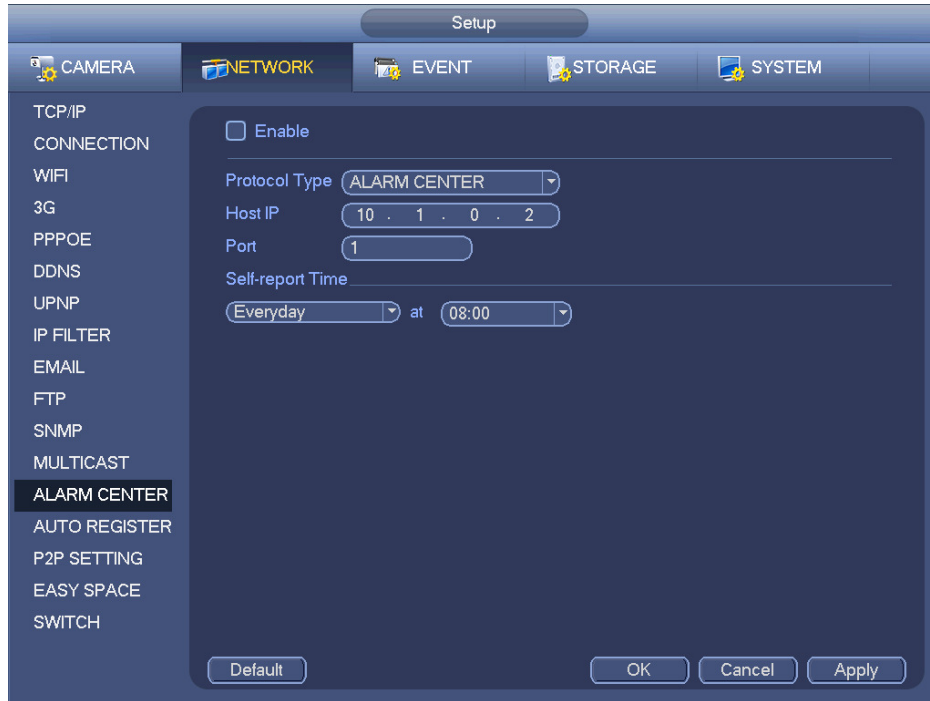 Setup
CAMERA NETWORK EVENT STORAGE SYSTEM
TCP/IP
CONNECTION
WIFI
3G
PPPOE
DDNS
UPNP
IP FILTER
EMAIL
FTP
SNMP
MULTICAST
ALARM CENTER
AUTO REGISTER
P2P SETTING
EASY SPACE
SWITCH
Enable
Protocol Type ALARM CENTER
Host IP 10 . 1 . 0 . 2
Port 1
Self-report Time
Everyday at 08:00
Default OK Cancel Apply